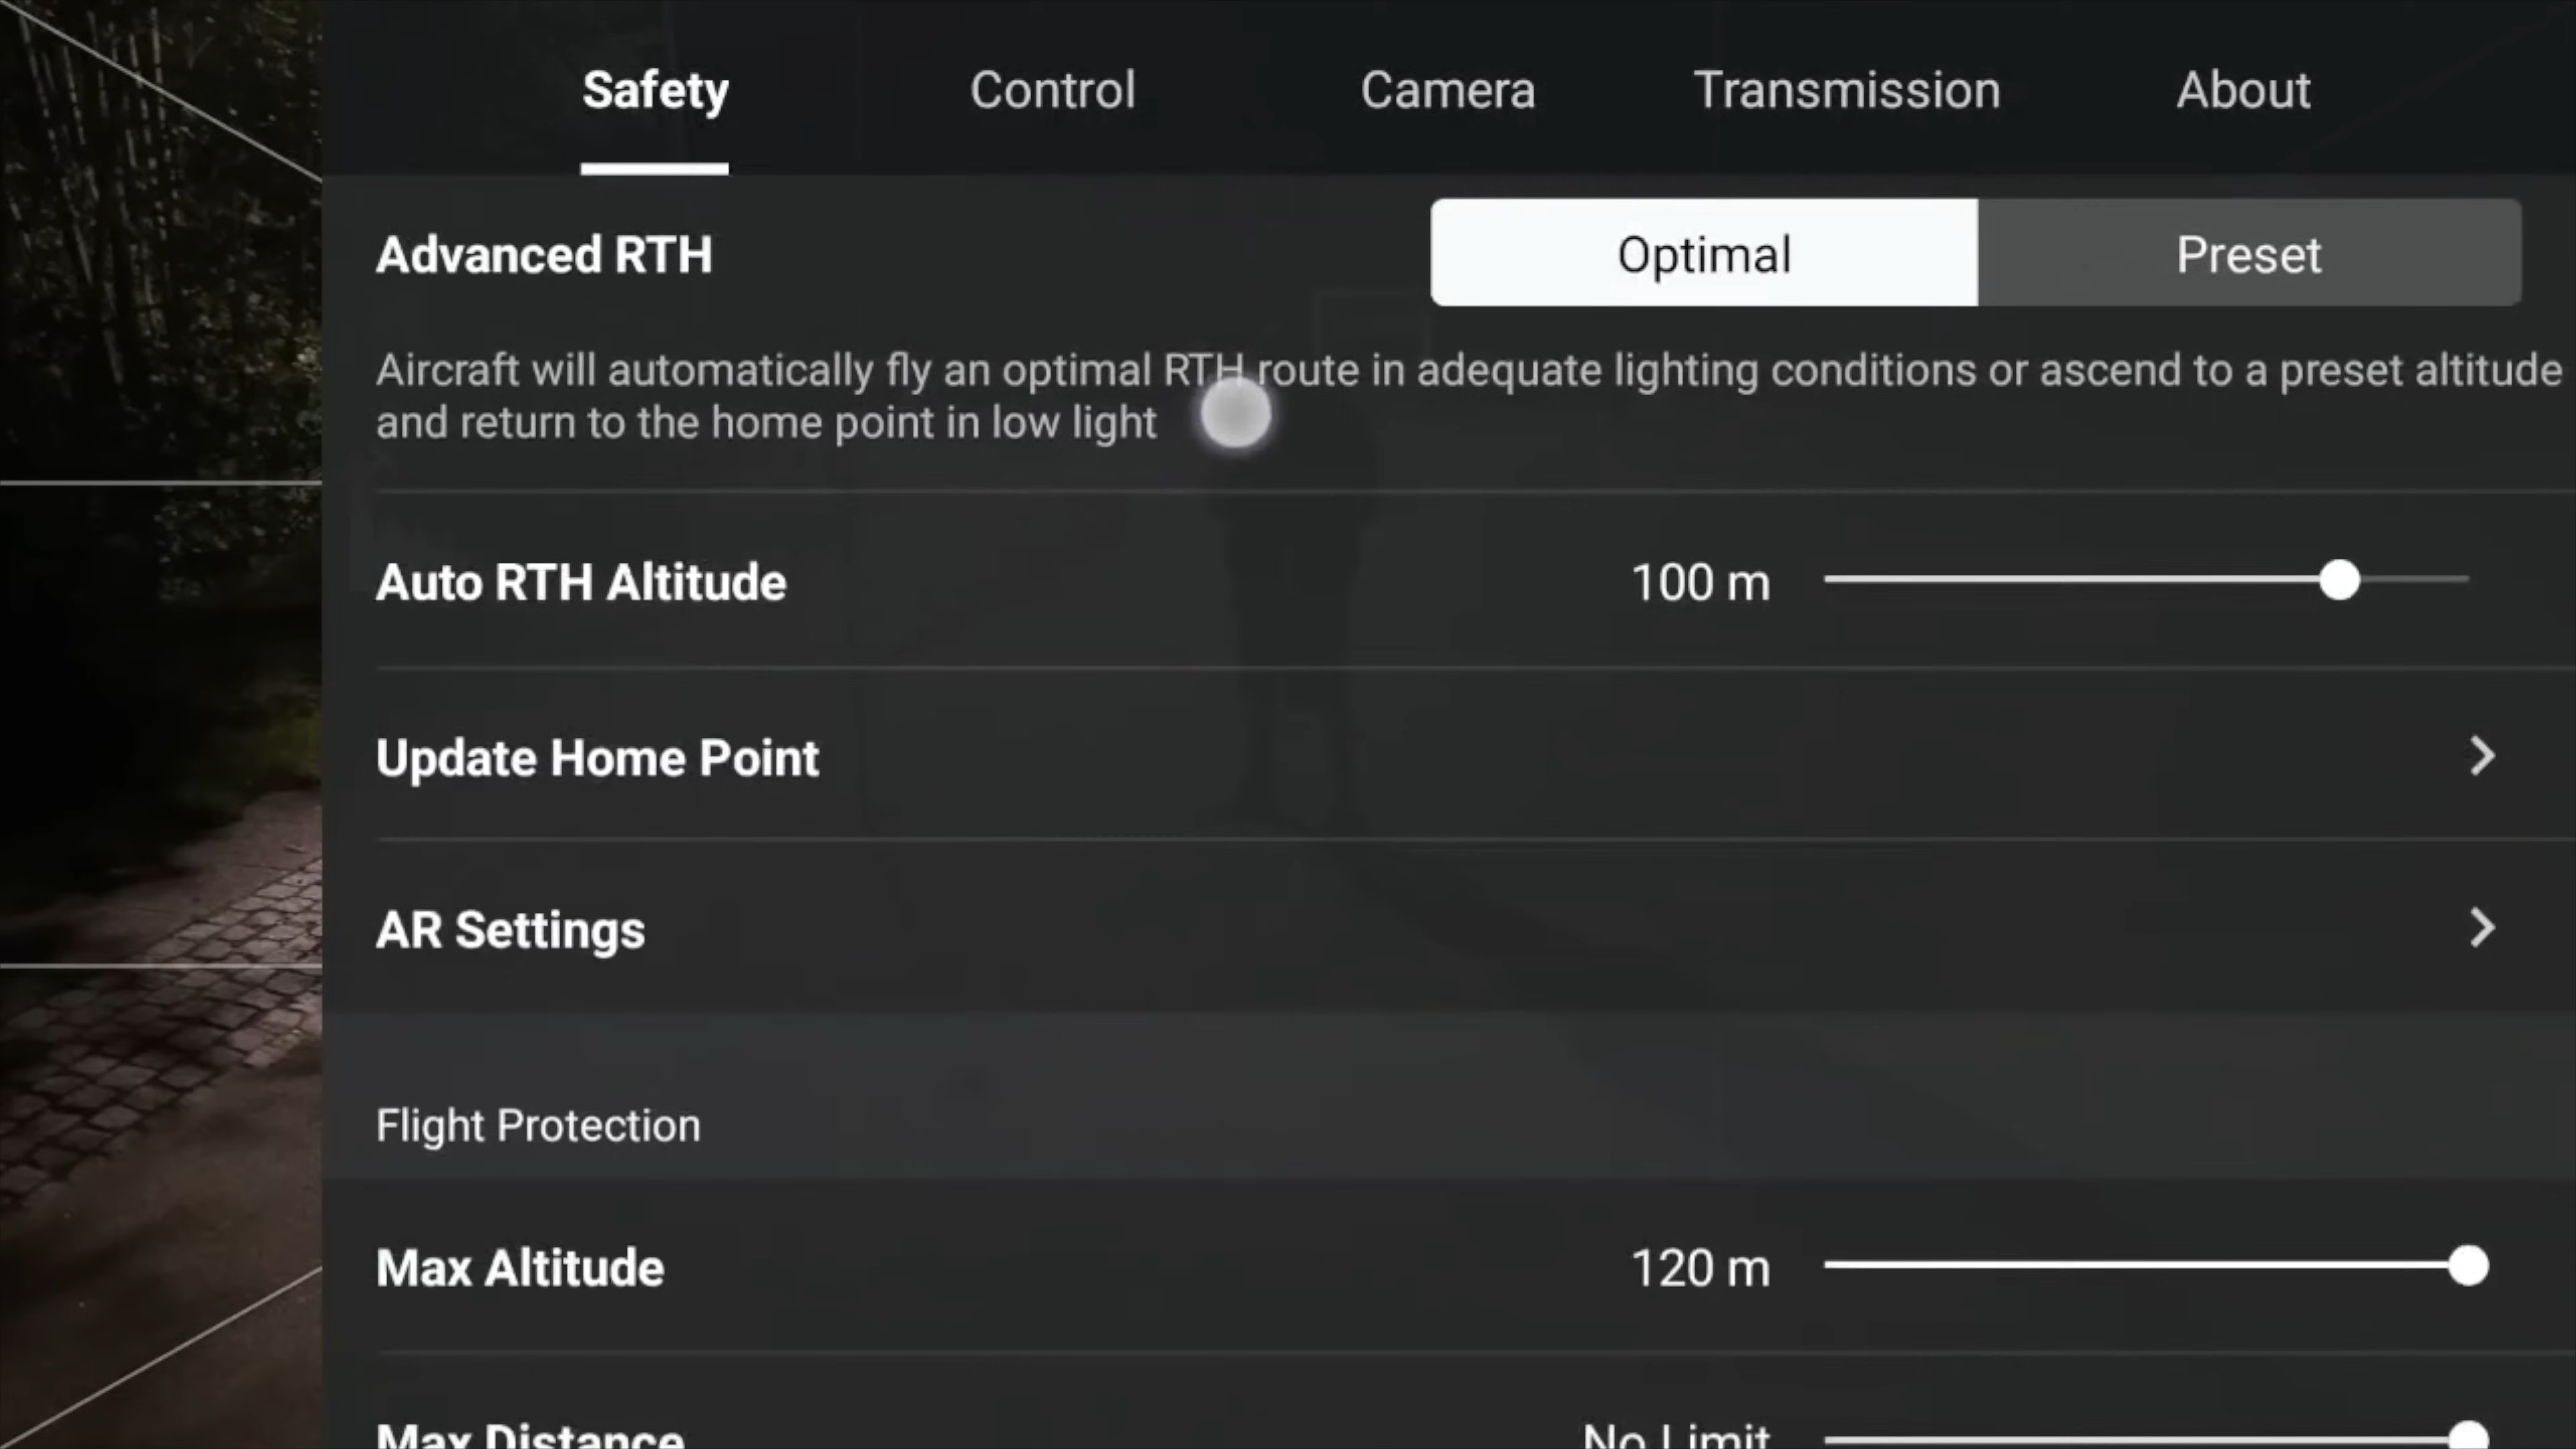 Safety Control Camera Transmission About
Advanced RTH Optimal Preset
Aircraft will automatically fly an optimal RTH route in adequate lighting conditions or ascend to a preset altitude
and return to the home point in low light
Auto RTH Altitude 100 m
Update Home Point
AR Settings
Flight Protection
Max Altitude 120 m
Max Distance No Limit